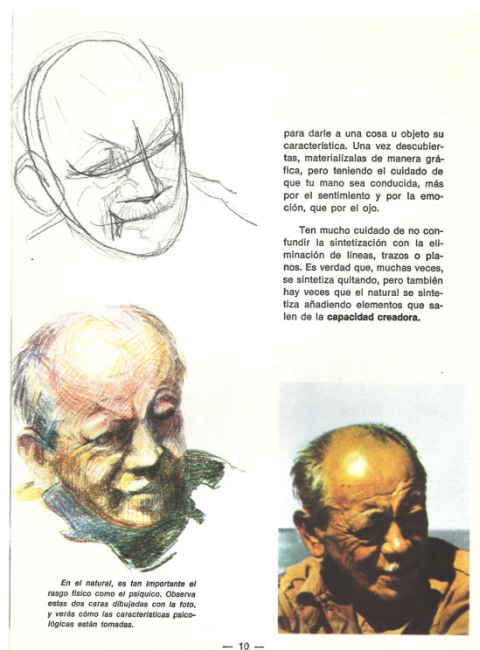 para darle a una cosa u objeto su
característica. Una vez descubier-
tas, materialízalas de manera grá-
fica, pero teniendo el cuidado de
que tu mano sea conducida, más
por el sentimiento y por la emo-
ción, que por el ojo.
Ten mucho cuidado de no con-
fundir la sintetización con la eli-
minación de líneas, trazos o pla-
nos. Es verdad que, muchas veces,
se sintetiza quitando, pero también
hay veces que el natural se sinte-
tiza añadiendo elementos que sa-
len de la capacidad creadora.
En el natural, es tan importante el
rasgo físico como el psíquico. Observa
estas dos caras dibujadas con la foto,
y verás cómo las características psico-
lógicas están tomadas.
— 10 —